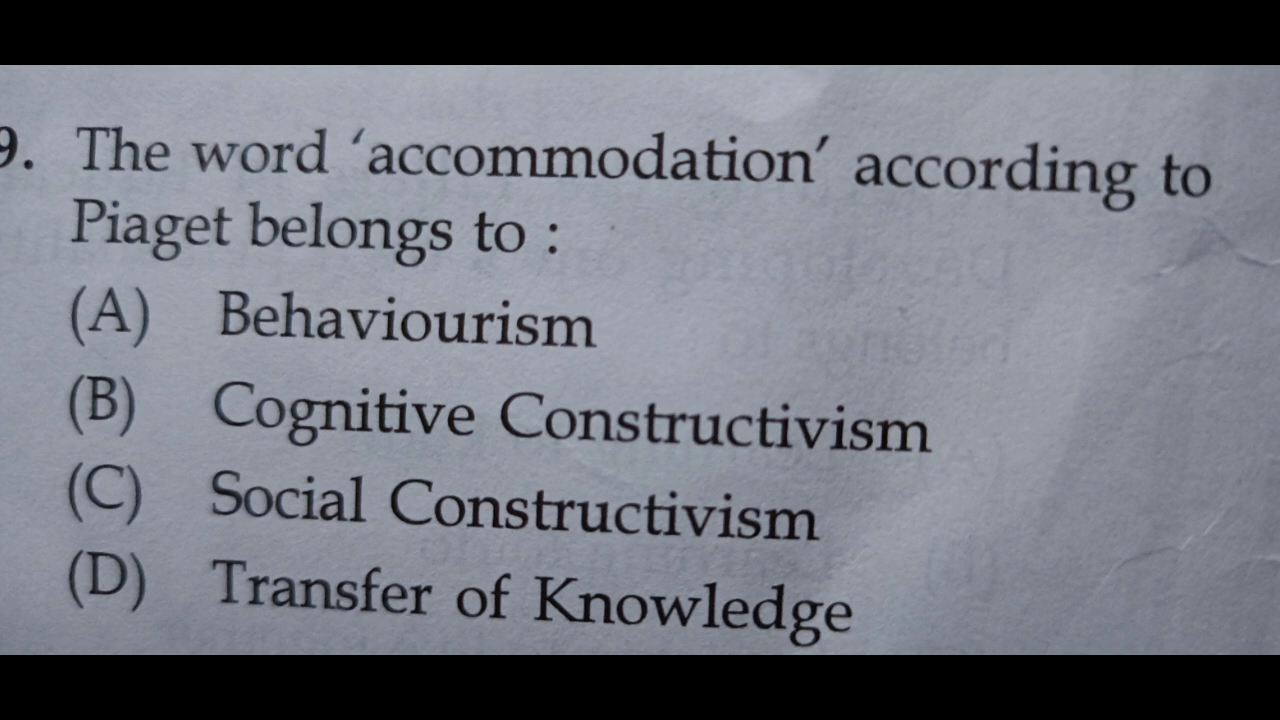 9. The word ‘accommodation’ according to
Piaget belongs to :
(A) Behaviourism
(B) Cognitive Constructivism
(C) Social Constructivism
(D) Transfer of Knowledge